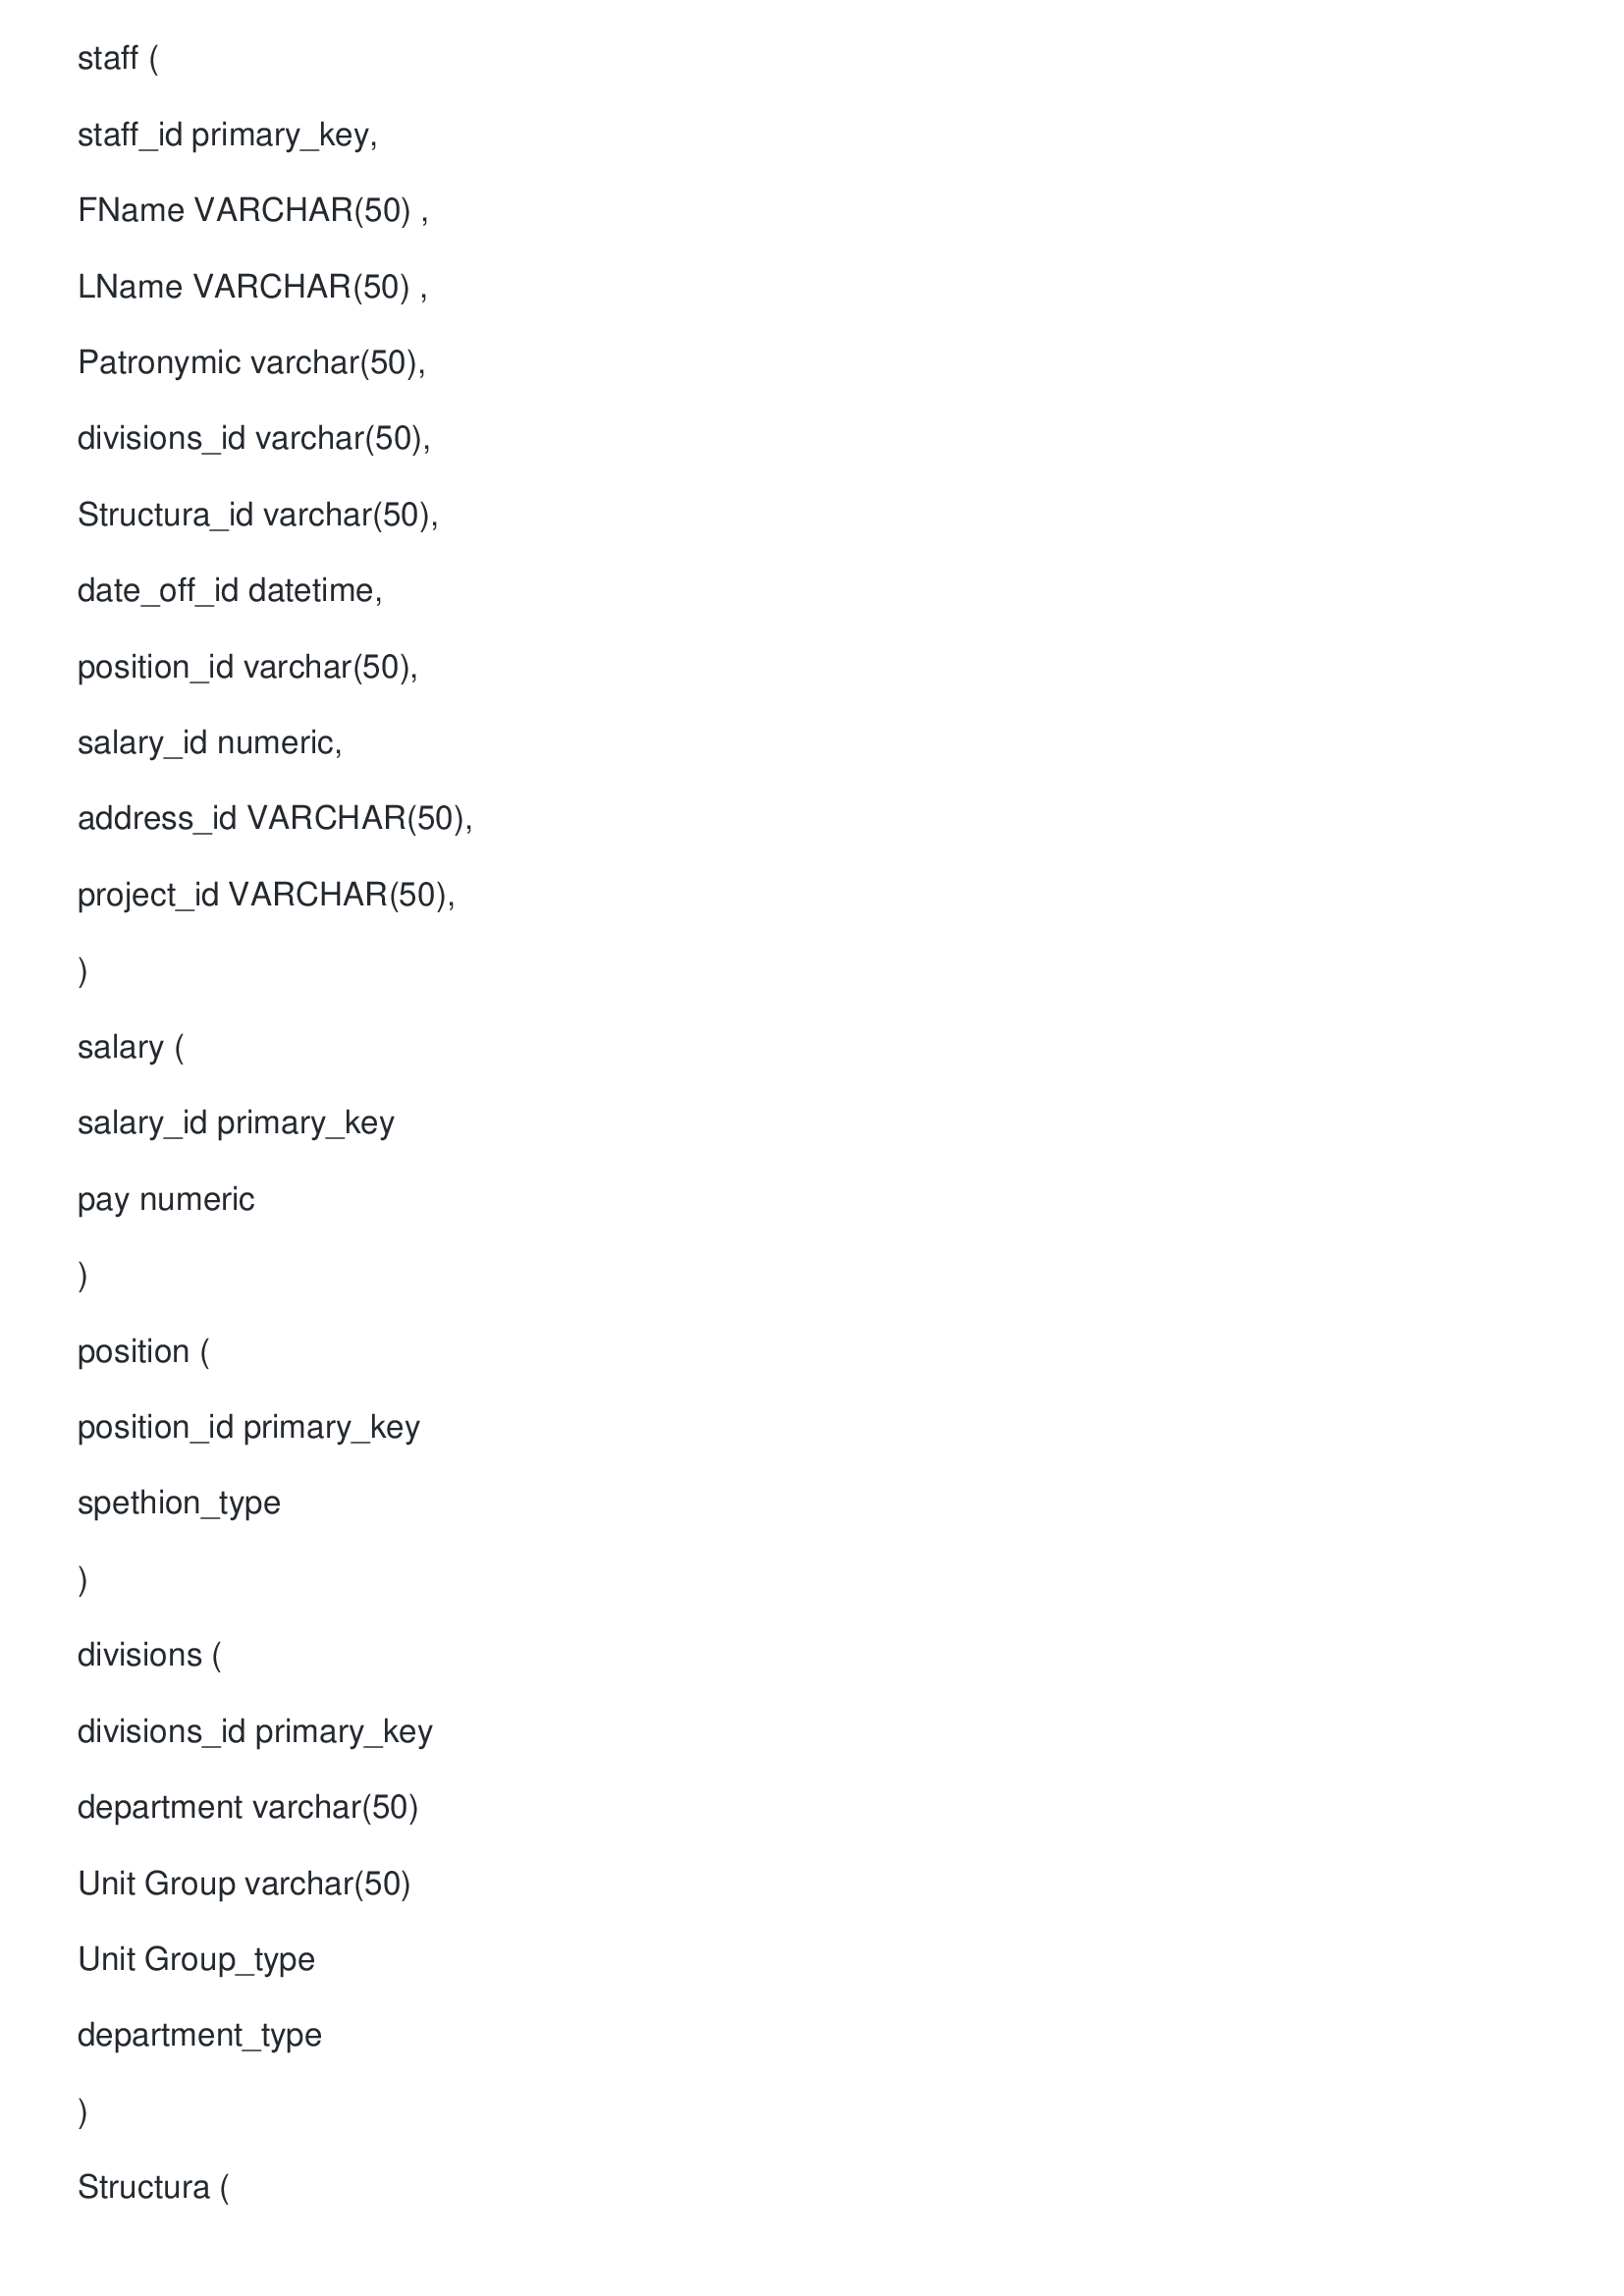 staff (
staff_id primary_key,
FName VARCHAR(50) ,
LName VARCHAR(50) ,
Patronymic varchar(50),
divisions_id varchar(50),
Structura_id varchar(50),
date_off_id datetime,
position_id varchar(50),
salary_id numeric,
address_id VARCHAR(50),
project_id VARCHAR(50),
)
salary (
salary_id primary_key
pay numeric
)
position (
position_id primary_key
spethion_type
)
divisions (
divisions_id primary_key
department varchar(50)
Unit Group varchar(50)
Unit Group_type
department_type
)
Structura (